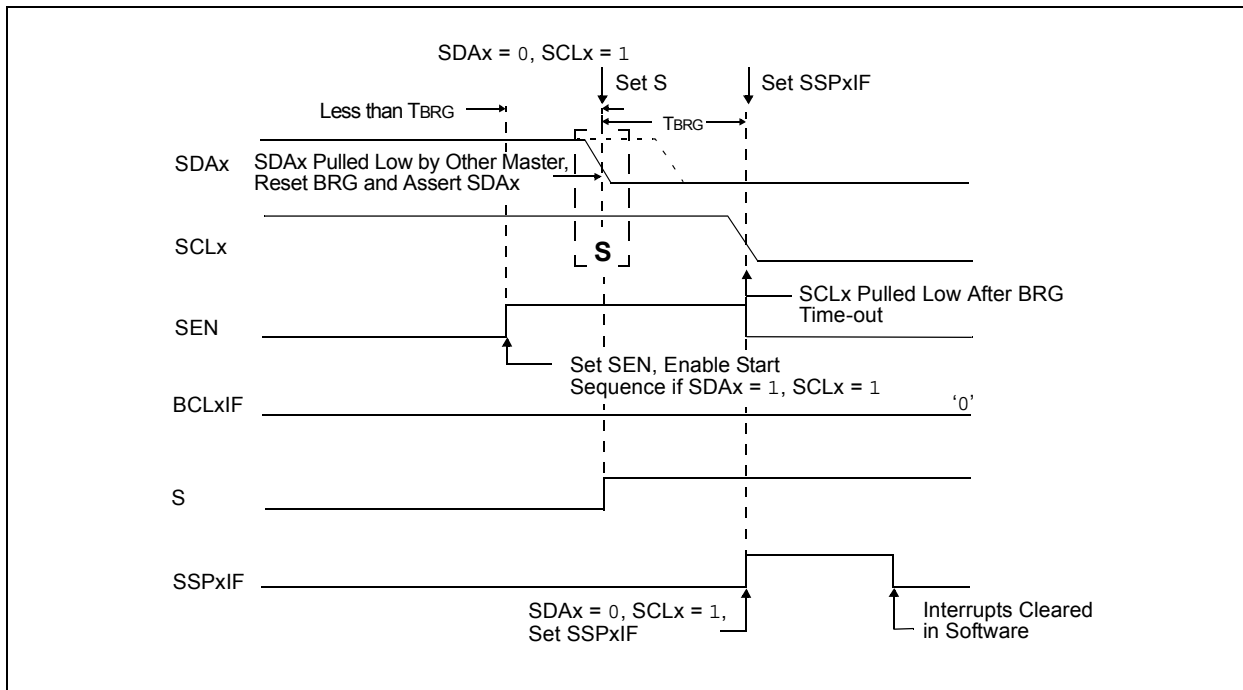 SDAx = 0, SCLx = 1
Set S
Set SSPxIF
Less than TBRG
TBRG
SDAx
SDAx Pulled Low by Other Master,
Reset BRG and Assert SDAx
SCLx
S
SCLx Pulled Low After BRG
Time-out
SEN
Set SEN, Enable Start
Sequence if SDAx = 1, SCLx = 1
BCLxIF
‘0’
S
SSPxIF
SDAx = 0, SCLx = 1,
Set SSPxIF
Interrupts Cleared
in Software